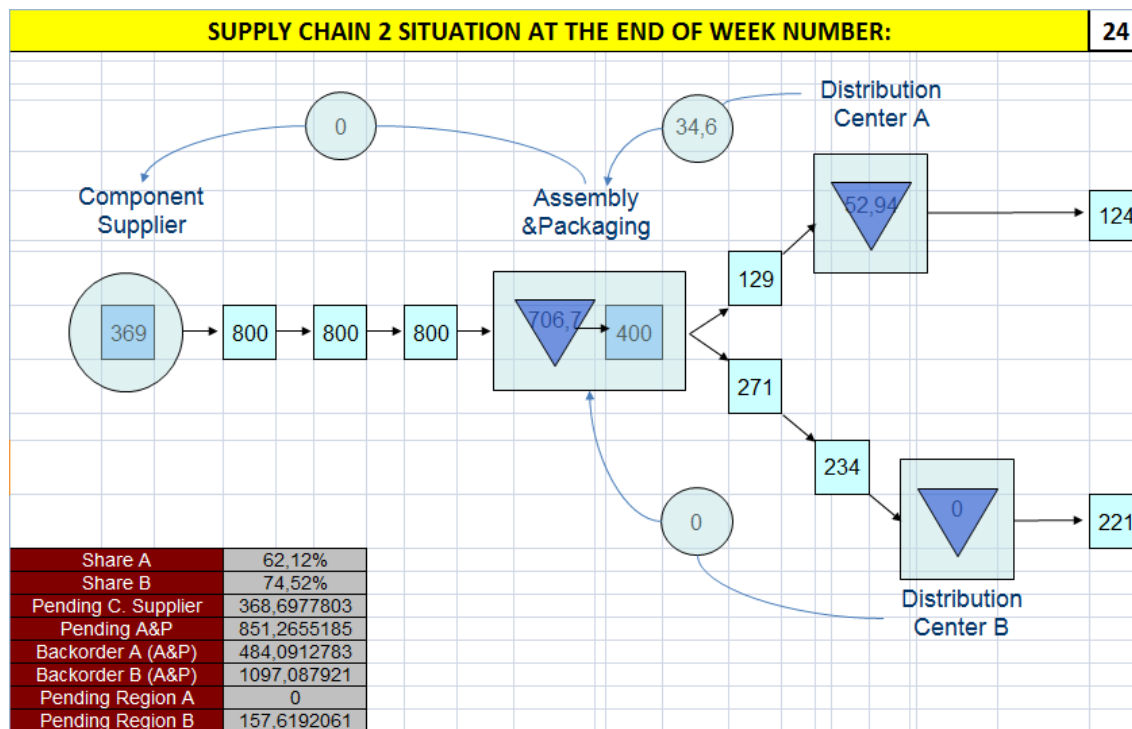 SUPPLY CHAIN 2 SITUATION AT THE END OF WEEK NUMBER: 24
Distribution
Center A
0
34,6
Component
Supplier
Assembly
&Packaging
52,94
124
129
369
800
800
800
706,7
400
271
234
0
221
0
Distribution
Center B
Share A 62,12%
Share B 74,52%
Pending C. Supplier 368,6977803
Pending A&P 851,2655185
Backorder A (A&P) 484,0912783
Backorder B (A&P) 1097,087921
Pending Region A 0
Pending Region B 157,6192061